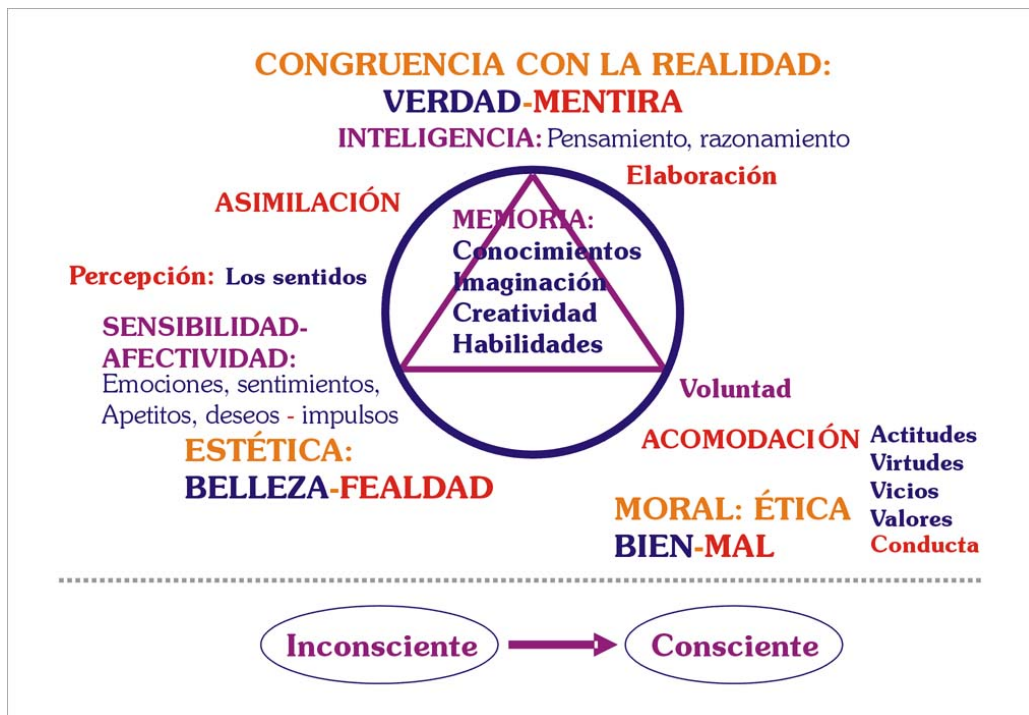 CONGRUENCIA CON LA REALIDAD:
VERDAD-MENTIRA
INTELIGENCIA: Pensamiento, razonamiento
Elaboración
ASIMILACIÓN
MEMORIA:
Conocimientos
Imaginación
Creatividad
Habilidades
Percepción: Los sentidos
SENSIBILIDAD-
AFECTIVIDAD:
Emociones, sentimientos,
Apetitos, deseos - impulsos
ESTÉTICA:
BELLEZA-FEALDAD
Voluntad
ACOMODACIÓN
Actitudes
Virtudes
Vicios
Valores
Conducta
MORAL: ÉTICA
BIEN-MAL
Inconsciente
Consciente